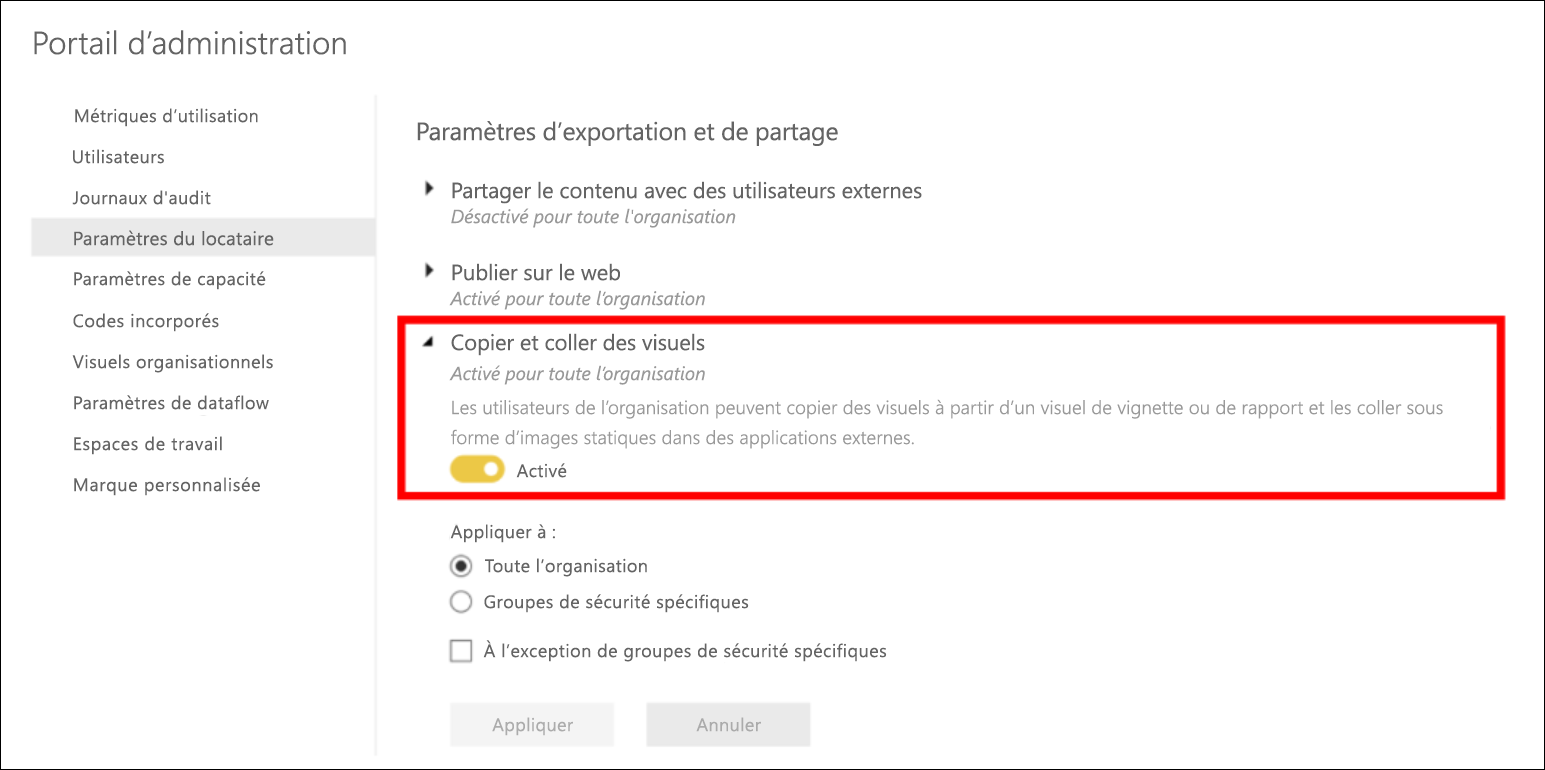 Portail d’administration
Métriques d’utilisation
Utilisateurs
Journaux d'audit
Paramètres du locataire
Paramètres de capacité
Codes incorporés
Visuels organisationnels
Paramètres de dataflow
Espaces de travail
Marque personnalisée
Paramètres d’exportation et de partage
Partager le contenu avec des utilisateurs externes
Désactivé pour toute l'organisation
Publier sur le web
Activé pour toute l’organisation
Copier et coller des visuels
Activé pour toute l’organisation
Les utilisateurs de l’organisation peuvent copier des visuels à partir d’un visuel de vignette ou de rapport et les coller sous
forme d’images statiques dans des applications externes.
Activé
Appliquer à :
Toute l’organisation
Groupes de sécurité spécifiques
À l’exception de groupes de sécurité spécifiques
Appliquer
Annuler